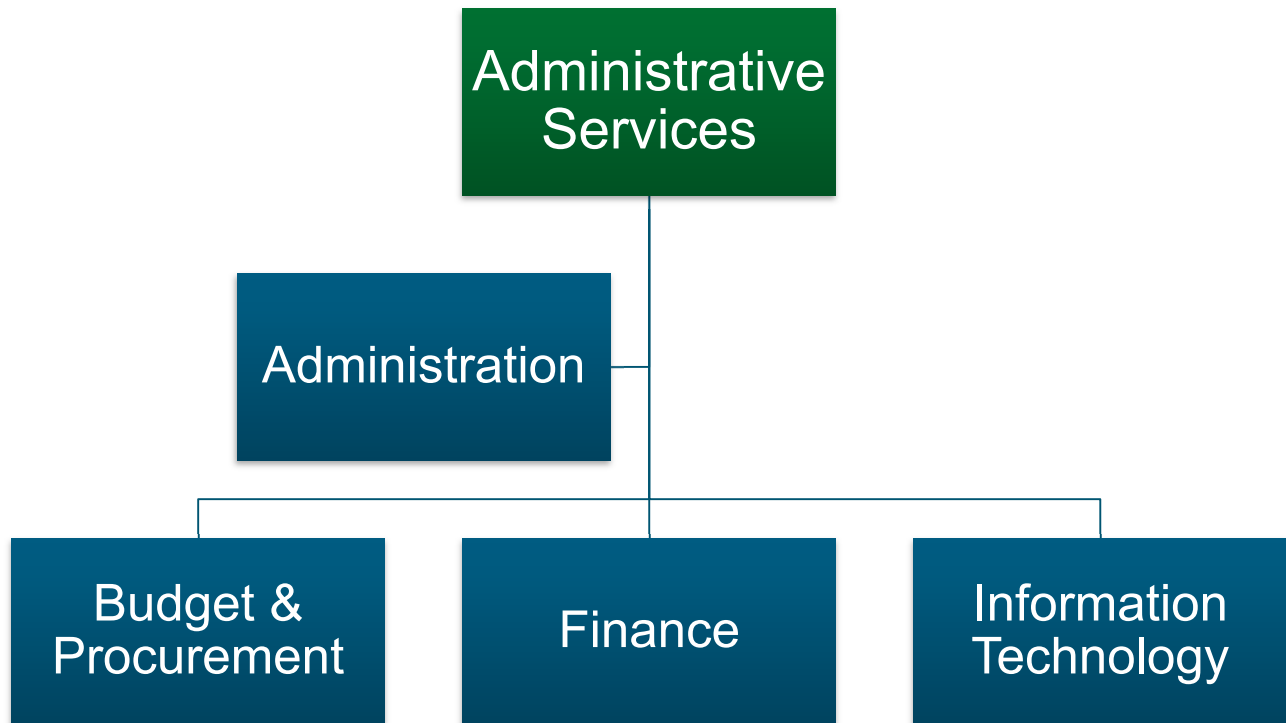 Administrative
Services
Administration
Budget &
Procurement
Finance
Information
Technology